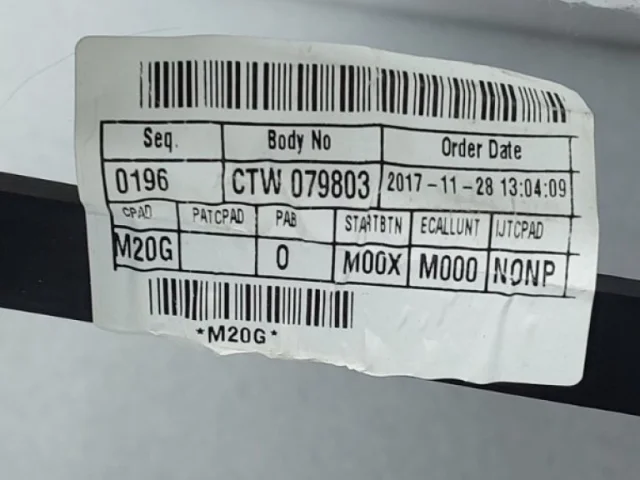 Seq. Body No Order Date
0196 CTW 079803 2017-11-28 13:04:09
CPAD PATCPAD PAB STARTBTN ECALLUNT IJTCPAD
M20G 0 M00X M000 NONP
*M20G*